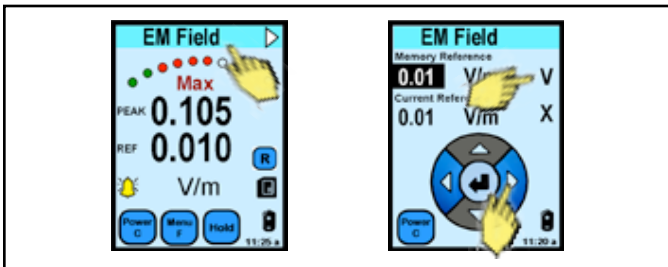 EM Field
Max
PEAK 0.105
REF 0.010
R
V/m
Power C
Menu F
Hold
11:25 a
EM Field
Memory Reference
0.01 V
Current Refere
0.01 V/m X
Power C
11:20 a